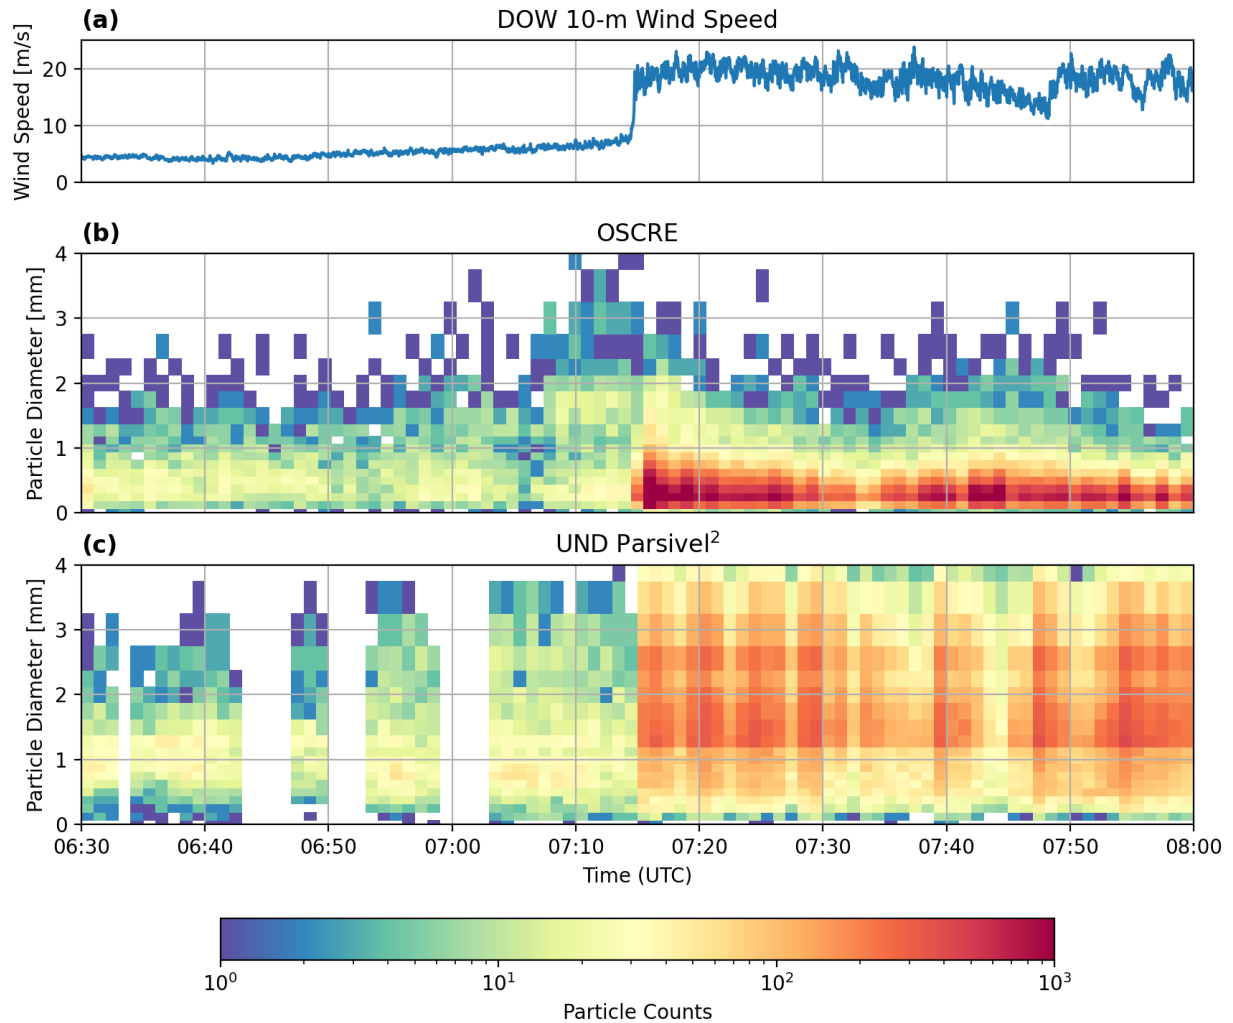 (a) DOW 10-m Wind Speed
Wind Speed [m/s]
20
10
0
(b) OSCRE
Particle Diameter [mm]
4
3
2
1
0
(c) UND Parsivel²
Particle Diameter [mm]
4
3
2
1
0
06:30 06:40 06:50 07:00 07:10 07:20 07:30 07:40 07:50 08:00
Time (UTC)
10⁰ 10¹ 10² 10³
Particle Counts